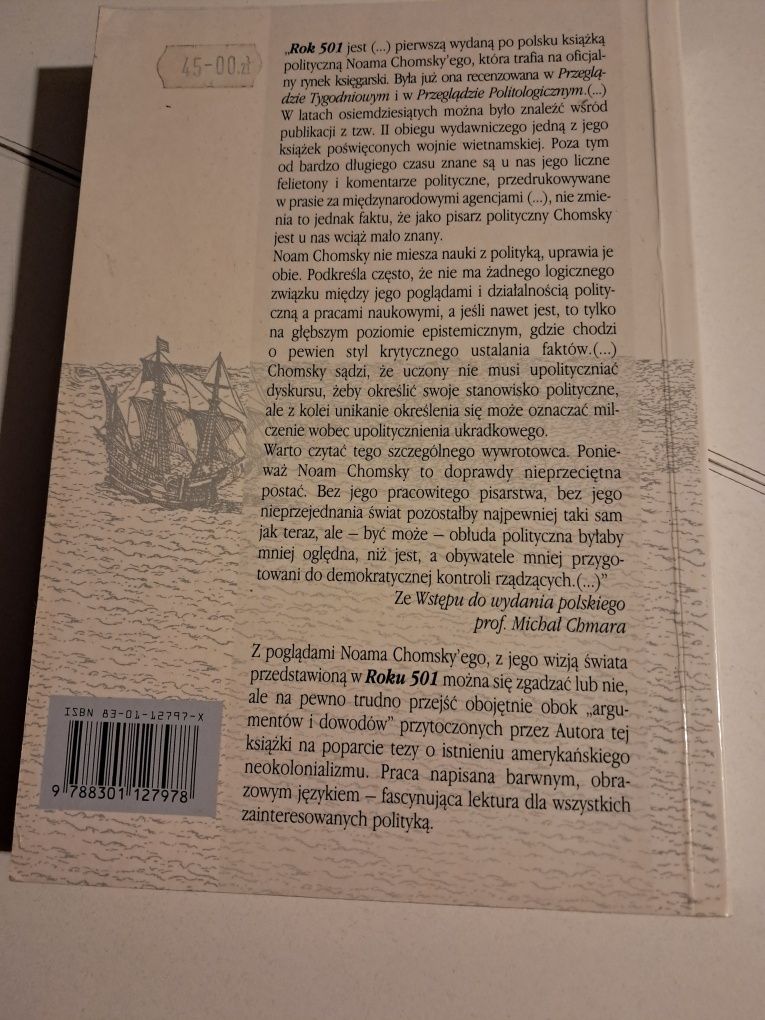 45-00zł
„Rok 501 jest (...) pierwszą wydaną po polsku książką
polityczną Noama Chomsky'ego, która trafia na oficjal-
ny rynek księgarski. Była już ona recenzowana w Przeglą-
dzie Tygodniowym i w Przeglądzie Politologicznym.(...)
W latach osiemdziesiątych można było znaleźć wśród
publikacji z tzw. II obiegu wydawniczego jedną z jego
książek poświęconych wojnie wietnamskiej. Poza tym
od bardzo długiego czasu znane są u nas jego liczne
felietony i komentarze polityczne, przedrukowywane
w prasie za międzynarodowymi agencjami (...), nie zmie-
nia to jednak faktu, że jako pisarz polityczny Chomsky
jest u nas wciąż mało znany.
Noam Chomsky nie miesza nauki z polityką, uprawia je
obie. Podkreśla często, że nie ma żadnego logicznego
związku między jego poglądami i działalnością polity-
czną a pracami naukowymi, a jeśli nawet jest, to tylko
na głębszym poziomie epistemicznym, gdzie chodzi
o pewien styl krytycznego ustalania faktów.(...)
Chomsky sądzi, że uczony nie musi upolityczniać
dyskursu, żeby określić swoje stanowisko polityczne,
ale z kolei unikanie określenia się może oznaczać mil-
czenie wobec upolitycznienia ukradkowego.
Warto czytać tego szczególnego wywrotowca. Ponie-
waż Noam Chomsky to doprawdy nieprzeciętna
postać. Bez jego pracowitego pisarstwa, bez jego
nieprzejednania świat pozostałby najpewniej taki sam
jak teraz, ale – być może – obłuda polityczna byłaby
mniej oględna, niż jest, a obywatele mniej przygo-
towani do demokratycznej kontroli rządzących.(...)”
Ze Wstępu do wydania polskiego
prof. Michał Chmara
Z poglądami Noama Chomsky'ego, z jego wizją świata
przedstawioną w Roku 501 można się zgadzać lub nie,
ale na pewno trudno przejść obojętnie obok „argu-
mentów i dowodów” przytoczonych przez Autora tej
książki na poparcie tezy o istnieniu amerykańskiego
neokolonializmu. Praca napisana barwnym, obra-
zowym językiem – fascynująca lektura dla wszystkich
zainteresowanych polityką.
ISBN 83-01-12797-X
9 788301 127978